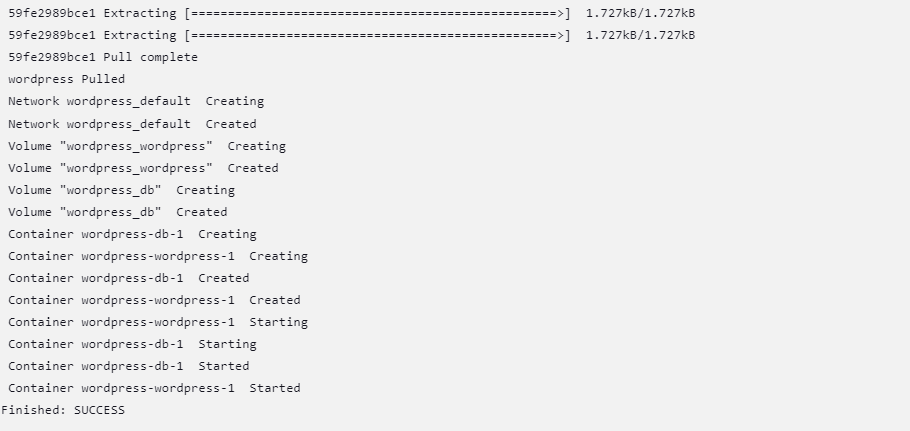 59fe2989bce1 Extracting [==================================================>]  1.727kB/1.727kB
59fe2989bce1 Extracting [==================================================>]  1.727kB/1.727kB
59fe2989bce1 Pull complete
wordpress Pulled
Network wordpress_default  Creating
Network wordpress_default  Created
Volume "wordpress_wordpress"  Creating
Volume "wordpress_wordpress"  Created
Volume "wordpress_db"  Creating
Volume "wordpress_db"  Created
Container wordpress-db-1  Creating
Container wordpress-wordpress-1  Creating
Container wordpress-db-1  Created
Container wordpress-wordpress-1  Created
Container wordpress-wordpress-1  Starting
Container wordpress-db-1  Starting
Container wordpress-db-1  Started
Container wordpress-wordpress-1  Started
Finished: SUCCESS